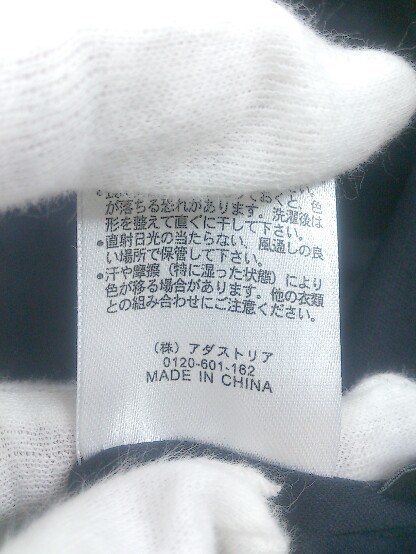 ておくと、色
が落ちる恐れがあります。洗濯後は
形を整えて直ぐに干して下さい。
●直射日光の当たらない、風通しの良
い場所で保管して下さい。
●汗や摩擦（特に湿った状態）により
色が移る場合があります。他の衣類
との組み合わせにご注意ください。
（株）アダストリア
0120-601-162
MADE IN CHINA